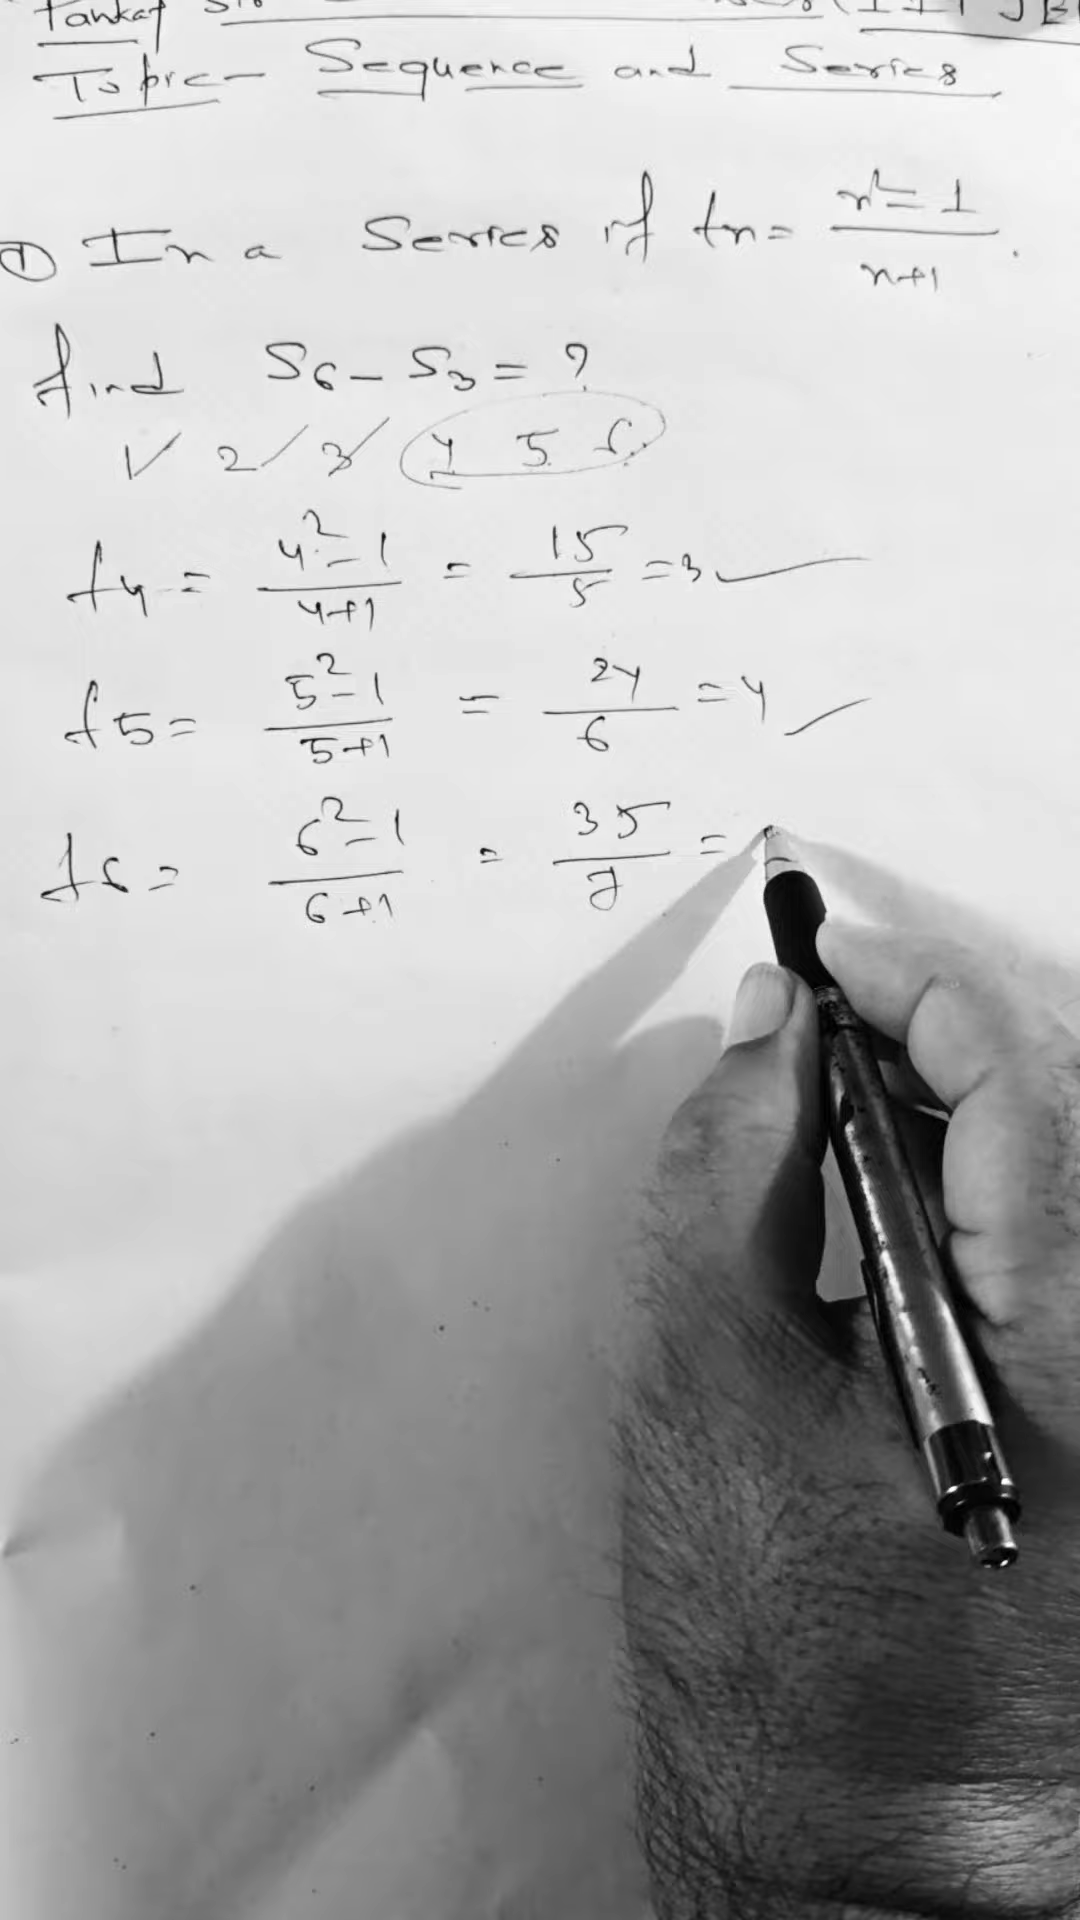 Pankaj Sir
Topic- Sequence and Series
① In a Series if tn= n²-1/n+1.
find S6-S3=?
1 2 3 4 5 6
t4= 4²-1/4+1 = 15/5 =3
t5= 5²-1/5+1 = 24/6 =4
t6= 6²-1/6+1 = 35/7 =